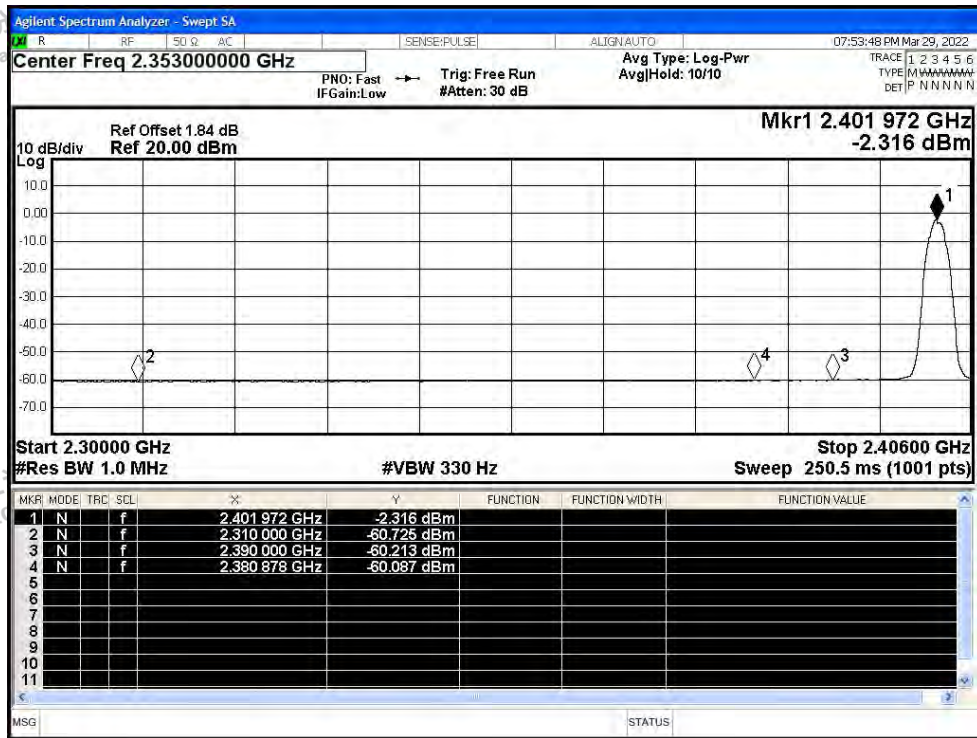 Agilent Spectrum Analyzer - Swept SA
LXI R RF 50 Ω AC SENSE:PULSE ALIGNAUTO 07:53:48 PM Mar 29, 2022
Center Freq 2.353000000 GHz
PNO: Fast
IFGain:Low
Trig: Free Run
#Atten: 30 dB
Avg Type: Log-Pwr
Avg|Hold: 10/10
TRACE 1 2 3 4 5 6
TYPE MWWWWW
DET P N N N N N
Mkr1 2.401 972 GHz
-2.316 dBm
Ref Offset 1.84 dB
10 dB/div Ref 20.00 dBm
Log
10.0
0.00
-10.0
-20.0
-30.0
-40.0
-50.0
-60.0
-70.0
1
2
4
3
Start 2.30000 GHz Stop 2.40600 GHz
#Res BW 1.0 MHz #VBW 330 Hz Sweep 250.5 ms (1001 pts)
MKR MODE TRC SCL X Y FUNCTION FUNCTION WIDTH FUNCTION VALUE
1 N f 2.401 972 GHz -2.316 dBm
2 N f 2.310 000 GHz -60.725 dBm
3 N f 2.390 000 GHz -60.213 dBm
4 N f 2.380 878 GHz -60.087 dBm
5
6
7
8
9
10
11
MSG STATUS